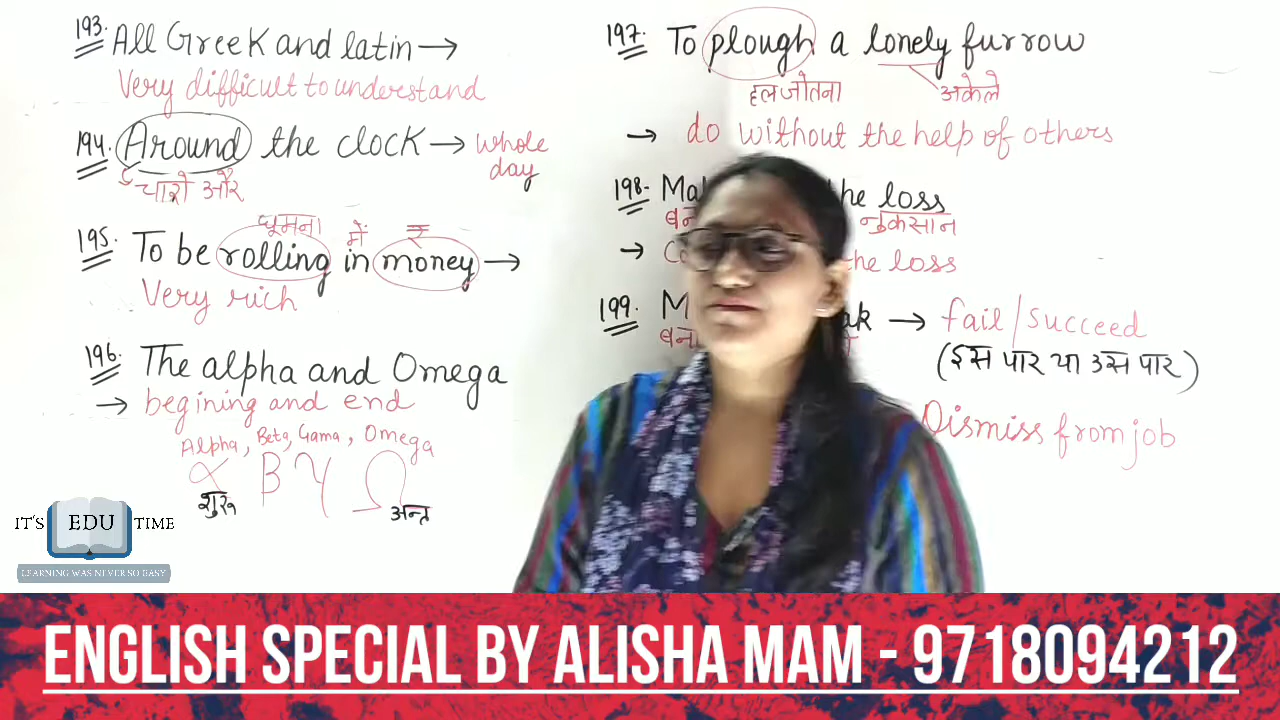 193. All Greek and latin →
Very difficult to understand
194. Around the clock → whole day
चारो और
घूमना में ₹
195. To be rolling in money →
Very rich
196. The alpha and Omega
→ begining and end
Alpha, Beta, Gama, Omega
α B γ Ω
शुरू अन्त
197. To plough a lonely furrow
हल जोतना अकेले
→ do without the help of others
198. the loss
नुकसान
→ the loss
199. → fail/succeed
(इस पार या उस पार)
Dismiss from job
IT'S EDU TIME
LEARNING WAS NEVER SO EASY
ENGLISH SPECIAL BY ALISHA MAM - 9718094212